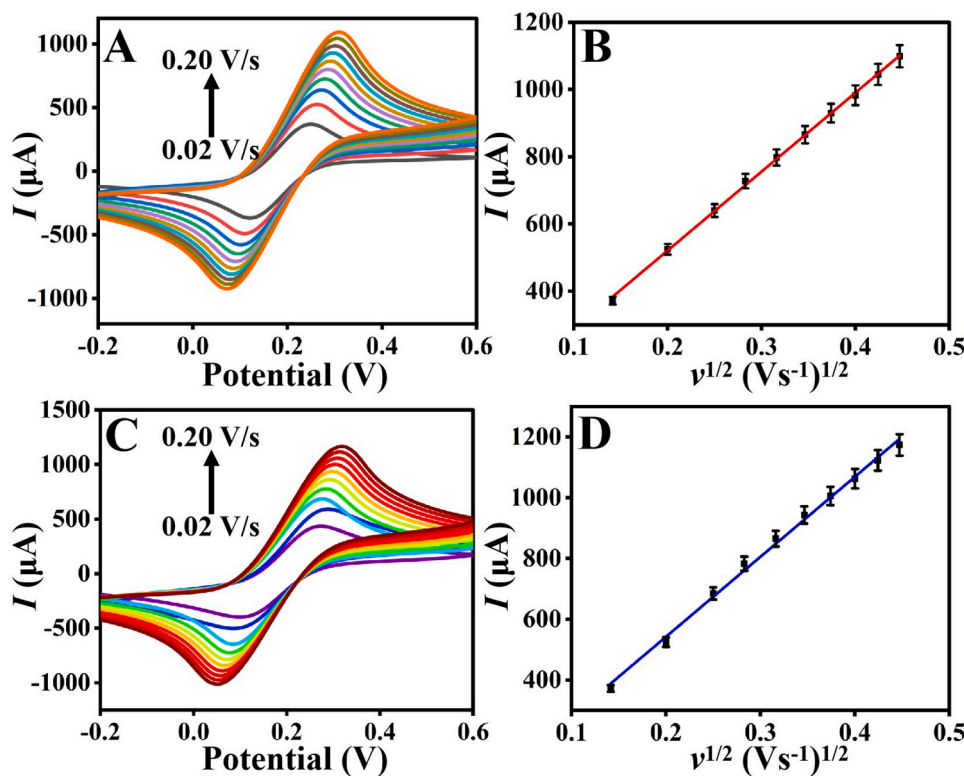 A
0.20 V/s
0.02 V/s
1000
500
0
-500
-1000
I (µA)
-0.2 0.0 0.2 0.4 0.6
Potential (V)
B
1200
1000
800
600
400
I (µA)
0.1 0.2 0.3 0.4 0.5
v1/2 (Vs-1)1/2
C
0.20 V/s
0.02 V/s
1500
1000
500
0
-500
-1000
I (µA)
-0.2 0.0 0.2 0.4 0.6
Potential (V)
D
1200
1000
800
600
400
I (µA)
0.1 0.2 0.3 0.4 0.5
v1/2 (Vs-1)1/2